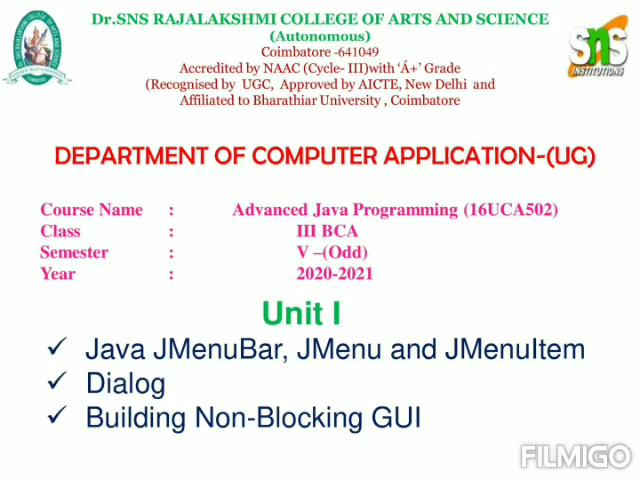 Dr.SNS RAJALAKSHMI COLLEGE OF ARTS AND SCIENCE
(Autonomous)
Coimbatore -641049
Accredited by NAAC (Cycle- III)with ‘Á+’ Grade
(Recognised by UGC, Approved by AICTE, New Delhi and
Affiliated to Bharathiar University , Coimbatore
SNS
INSTITUTIONS
DEPARTMENT OF COMPUTER APPLICATION-(UG)
Course Name : Advanced Java Programming (16UCA502)
Class : III BCA
Semester : V –(Odd)
Year : 2020-2021
Unit I
✓ Java JMenuBar, JMenu and JMenuItem
✓ Dialog
✓ Building Non-Blocking GUI
FILMIGO